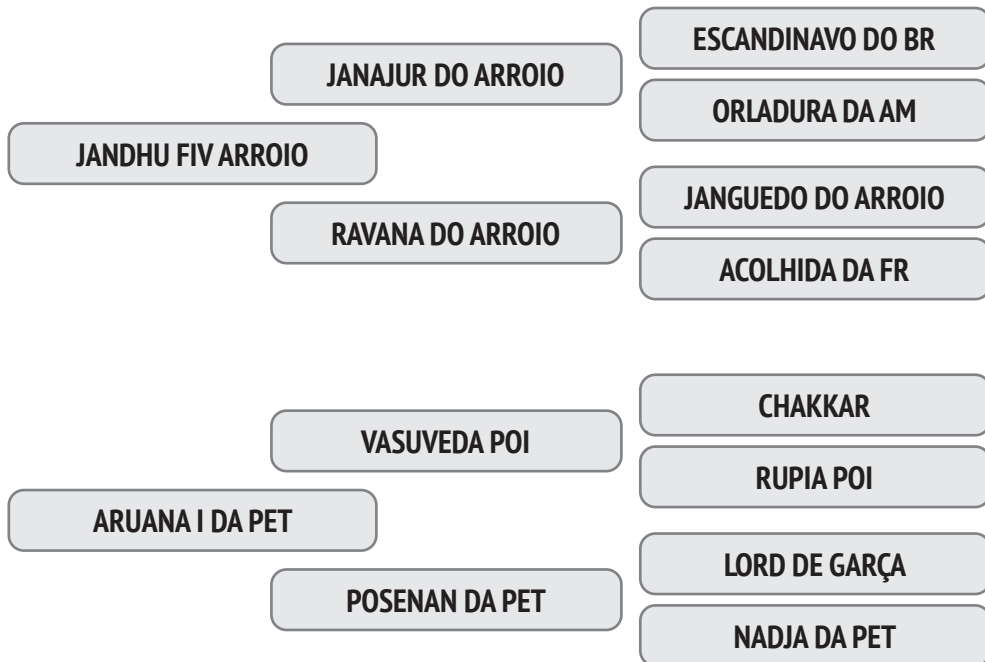 ESCANDINAVO DO BR
JANAJUR DO ARROIO
ORLADURA DA AM
JANDHU FIV ARROIO
JANGUEDO DO ARROIO
RAVANA DO ARROIO
ACOLHIDA DA FR
CHAKKAR
VASUVEDA POI
RUPIA POI
ARUANA I DA PET
LORD DE GARÇA
POSENAN DA PET
NADJA DA PET